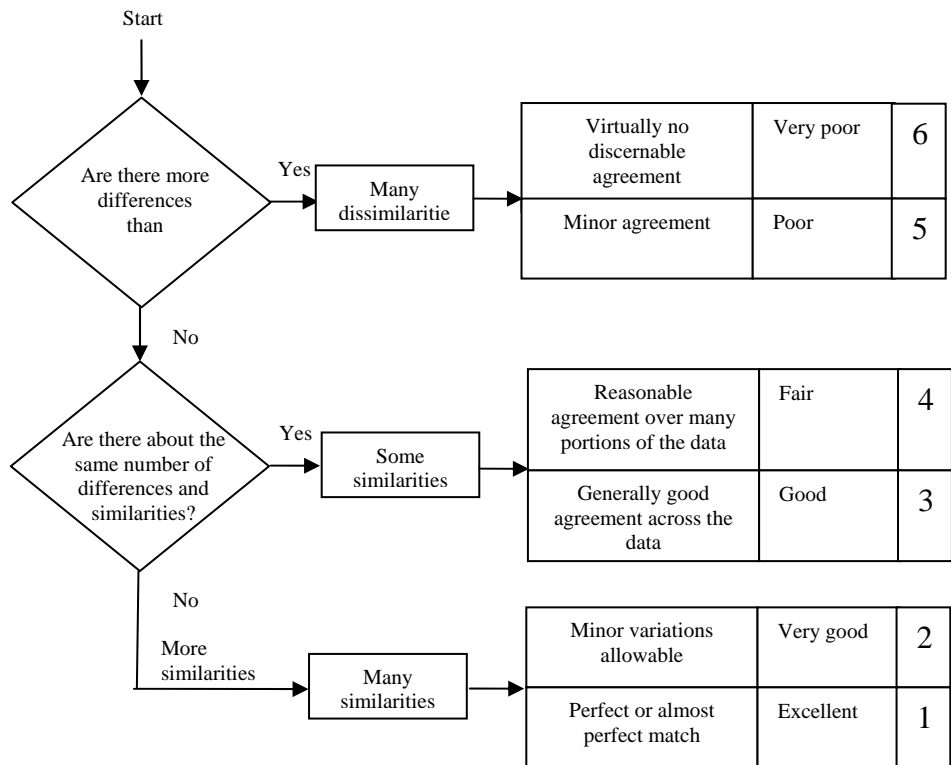 Start
Are there more
differences
than
Yes
Many
dissimilaritie
Virtually no
discernable
agreement
Very poor
6
Minor agreement
Poor
5
No
Are there about the
same number of
differences and
similarities?
Yes
Some
similarities
Reasonable
agreement over many
portions of the data
Fair
4
Generally good
agreement across the
data
Good
3
No
More
similarities
Many
similarities
Minor variations
allowable
Very good
2
Perfect or almost
perfect match
Excellent
1